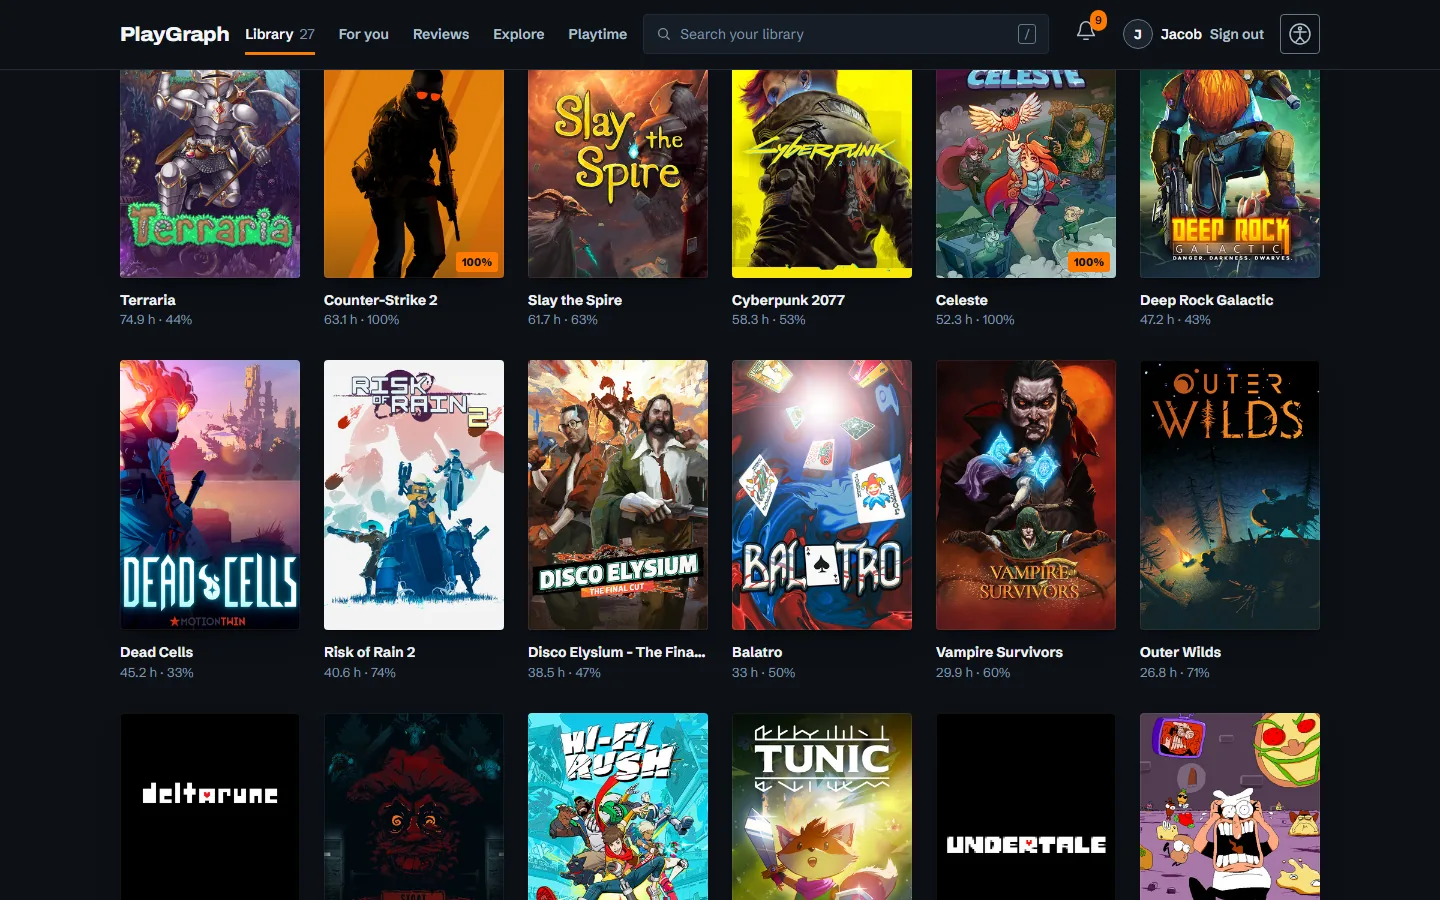 PlayGraph
Library 27
For you
Reviews
Explore
Playtime
Search your library
/
9
J
Jacob
Sign out
Terraria
100%
Slay
the
Spire
Cyberpunk
2077
CELESTE
100%
DEEP ROCK
GALACTIC
DANGER. DARKNESS. DWARVES.
Terraria
74.9 h · 44%
Counter-Strike 2
63.1 h · 100%
Slay the Spire
61.7 h · 63%
Cyberpunk 2077
58.3 h · 53%
Celeste
52.3 h · 100%
Deep Rock Galactic
47.2 h · 43%
DEAD CELLS
MOTIONTWIN
RISK
OF RAIN
2
DISCO ELYSIUM
THE FINAL CUT
JOKER
BALATRO
VAMPIRE
SURVIVORS
OUTER
WILDS
Dead Cells
45.2 h · 33%
Risk of Rain 2
40.6 h · 74%
Disco Elysium - The Fina...
38.5 h · 47%
Balatro
33 h · 50%
Vampire Survivors
29.9 h · 60%
Outer Wilds
26.8 h · 71%
deltarune
HI-FI
RUSH
TUNIC
UNDERTALE